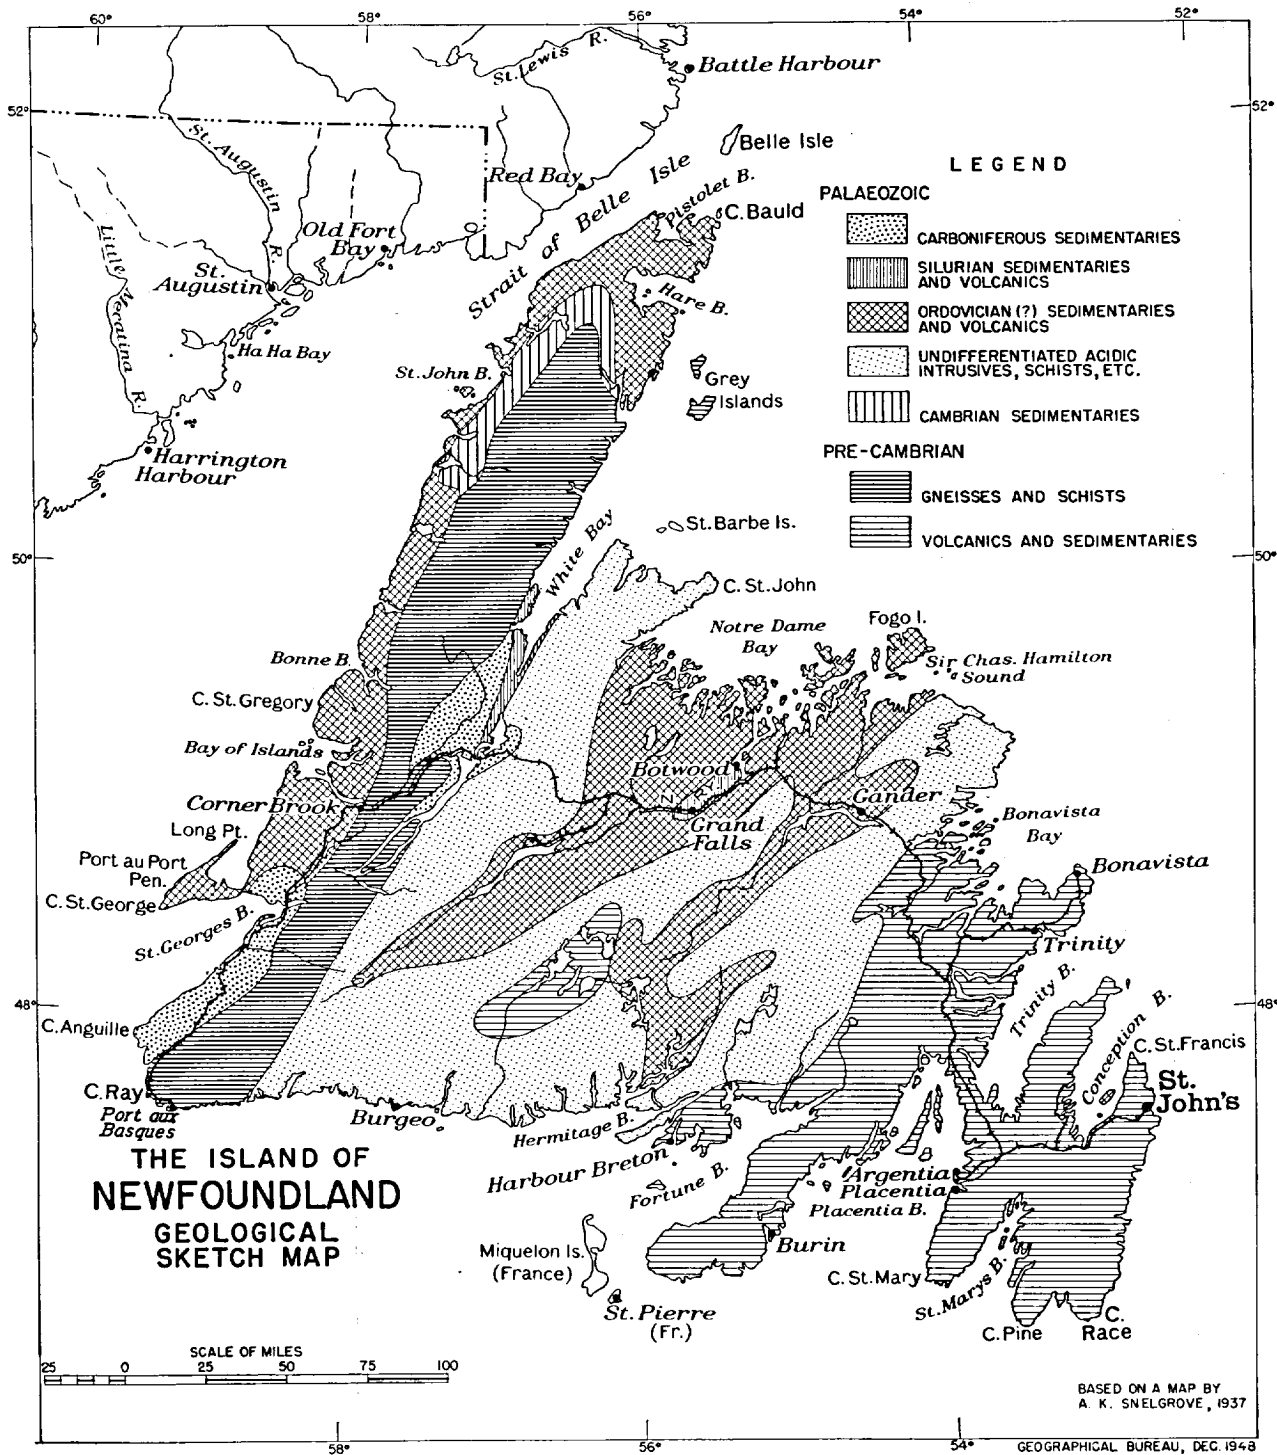 60°
58°
56°
54°
52°
St. Lewis R.
Battle Harbour
52°
52°
St. Augustin R.
Belle Isle
Red Bay
Strait of Belle Isle
Pistolet B.
C. Bauld
Old Fort
Bay
St.
Augustin
Little Mecatina R.
Hare B.
Ha Ha Bay
St. John B.
Grey
Islands
Harrington
Harbour
LEGEND
PALAEOZOIC
CARBONIFEROUS SEDIMENTARIES
SILURIAN SEDIMENTARIES
AND VOLCANICS
ORDOVICIAN (?) SEDIMENTARIES
AND VOLCANICS
UNDIFFERENTIATED ACIDIC
INTRUSIVES, SCHISTS, ETC.
CAMBRIAN SEDIMENTARIES
PRE-CAMBRIAN
GNEISSES AND SCHISTS
VOLCANICS AND SEDIMENTARIES
50°
50°
St. Barbe Is.
White Bay
C. St. John
Notre Dame
Bay
Fogo I.
Sir Chas. Hamilton
Sound
Bonne B.
C. St. Gregory
Bay of Islands
Botwood
Corner Brook
Grand
Falls
Gander
Bonavista
Bay
Long Pt.
Port au Port
Pen.
Bonavista
C. St. George
St. Georges B.
Trinity
Trinity B.
48°
48°
C. Anguille
Conception B.
C. St. Francis
St.
John's
C. Ray
Port aux
Basques
Burgeo
Hermitage B.
Harbour Breton
Fortune B.
Argentia
Placentia
Placentia B.
THE ISLAND OF
NEWFOUNDLAND
GEOLOGICAL
SKETCH MAP
Burin
Miquelon Is.
(France)
C. St. Mary
St. Marys B.
St. Pierre
(Fr.)
C. Pine
C.
Race
SCALE OF MILES
25 0 25 50 75 100
BASED ON A MAP BY
A. K. SNELGROVE, 1937
58°
56°
54°
GEOGRAPHICAL BUREAU, DEC. 1948